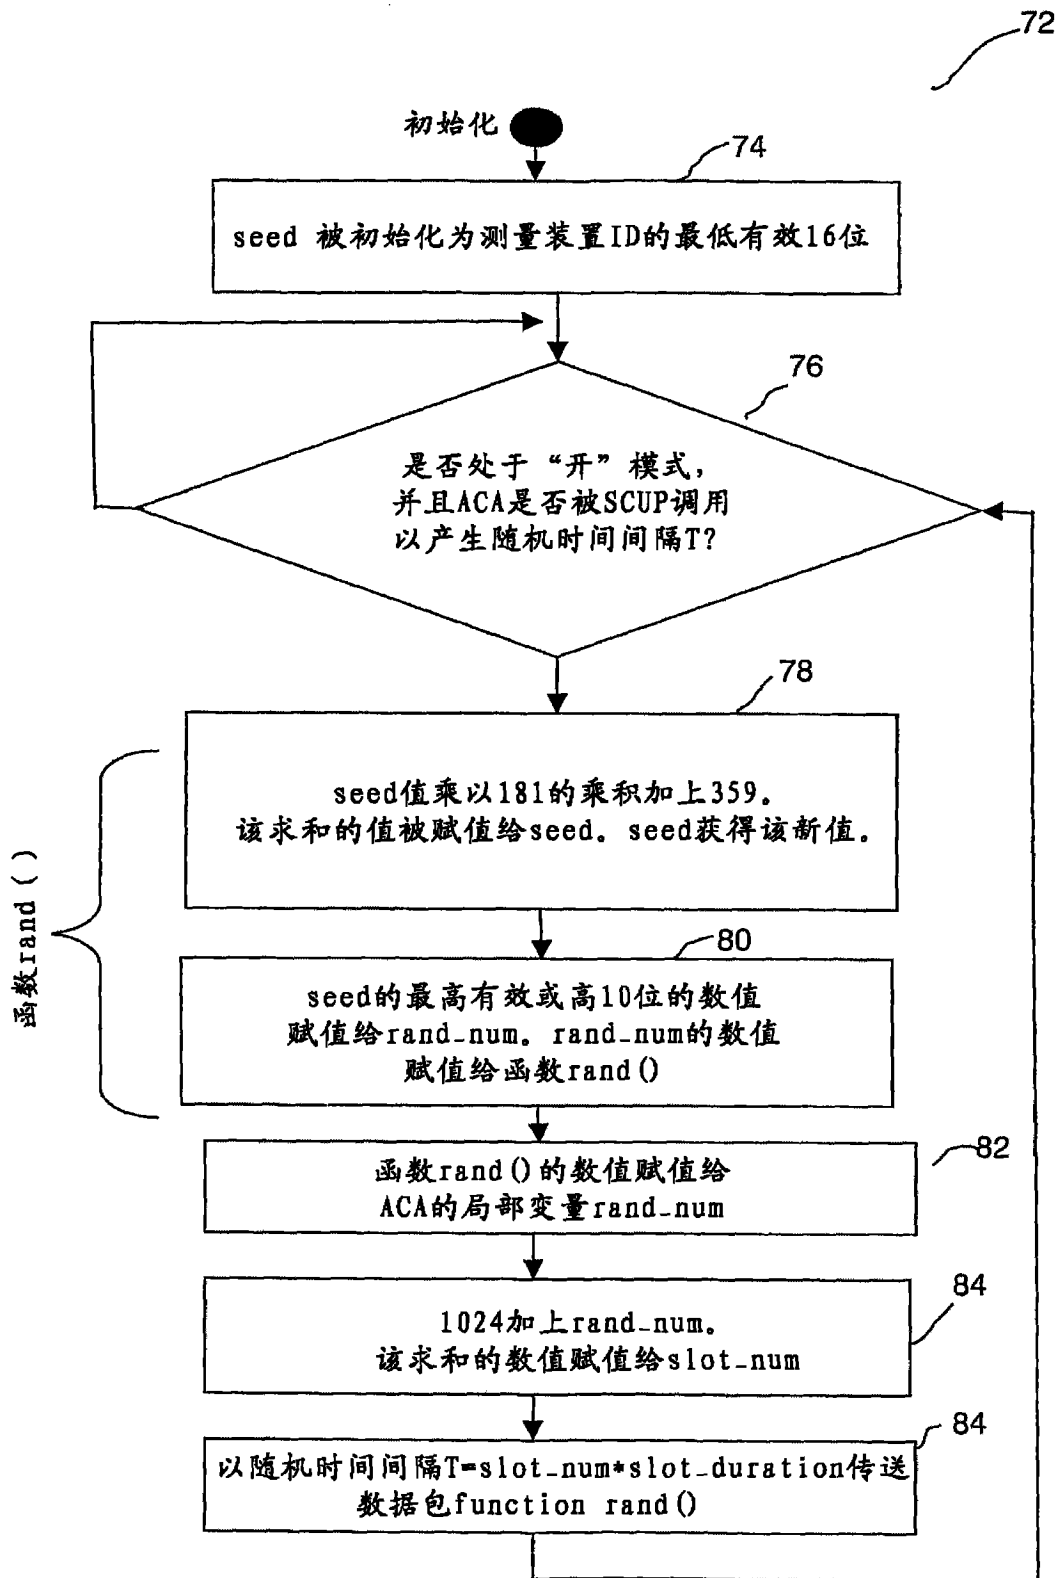 72
初始化
74
seed 被初始化为测量装置ID的最低有效16位
76
是否处于“开”模式，
并且ACA是否被SCUP调用
以产生随机时间间隔T?
78
seed值乘以181的乘积加上359。
该求和的值被赋值给seed。seed获得该新值。
函数rand()
80
seed的最高有效或高10位的数值
赋值给rand_num。rand_num的数值
赋值给函数rand()
82
函数rand()的数值赋值给
ACA的局部变量rand_num
84
1024加上rand_num。
该求和的数值赋值给slot_num
84
以随机时间间隔T=slot_num*slot_duration传送
数据包function rand()